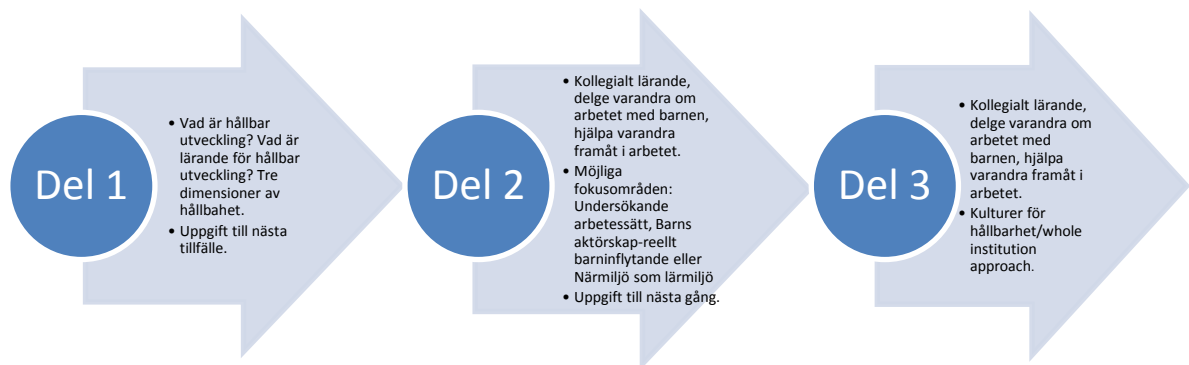 Del 1
• Vad är hållbar
utveckling? Vad är
lärande för hållbar
utveckling? Tre
dimensioner av
hållbahet.
• Uppgift till nästa
tillfälle.
Del 2
• Kollegialt lärande,
delge varandra om
arbetet med barnen,
hjälpa varandra
framåt i arbetet.
• Möjliga
fokusområden:
Undersökande
arbetssätt, Barns
aktörskap-reellt
barninflytande eller
Närmiljö som lärmiljö
• Uppgift till nästa gång.
Del 3
• Kollegialt lärande,
delge varandra om
arbetet med
barnen, hjälpa
varandra framåt i
arbetet.
• Kulturer för
hållbarhet/whole
institution
approach.